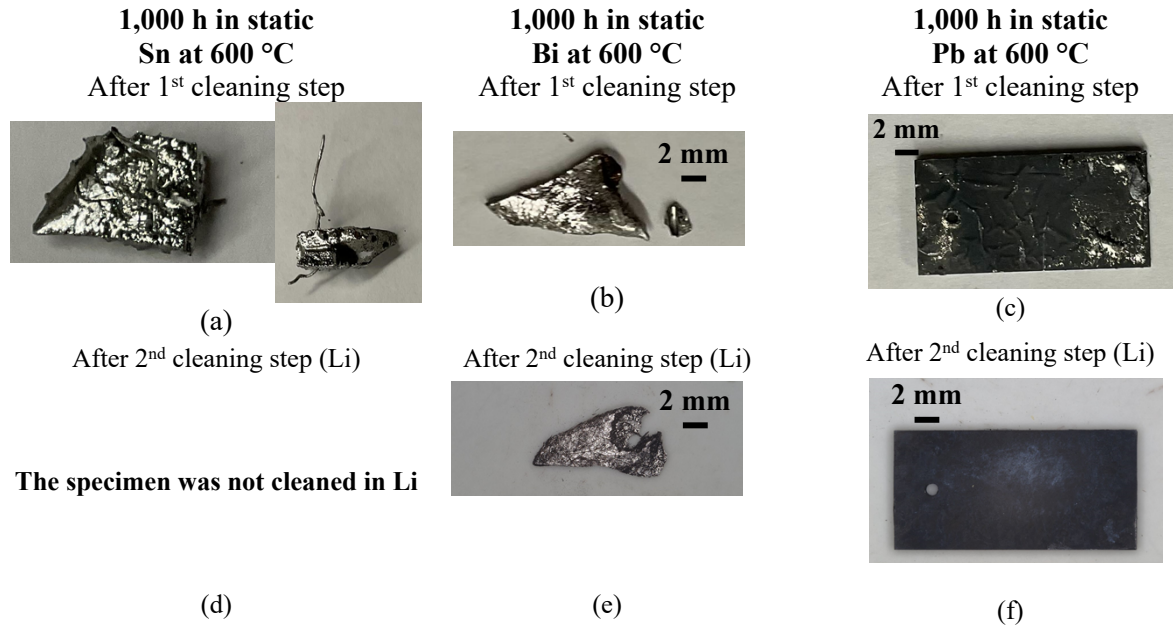 1,000 h in static
Sn at 600 °C
After 1st cleaning step
(a)
1,000 h in static
Bi at 600 °C
After 1st cleaning step
2 mm
(b)
1,000 h in static
Pb at 600 °C
After 1st cleaning step
2 mm
(c)
After 2nd cleaning step (Li)
The specimen was not cleaned in Li
(d)
After 2nd cleaning step (Li)
2 mm
(e)
After 2nd cleaning step (Li)
2 mm
(f)